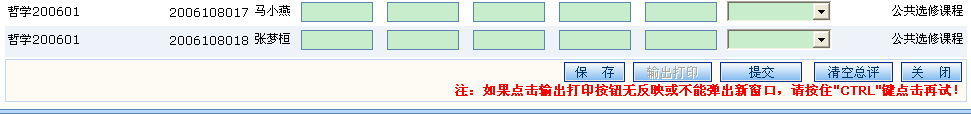 哲学200601 2006108017 马小燕 公共选修课程
哲学200601 2006108018 张梦桓 公共选修课程
保 存 输出打印 提交 清空总评 关 闭
注：如果点击输出打印按钮无反映或不能弹出新窗口，请按住"CTRL"键点击再试！